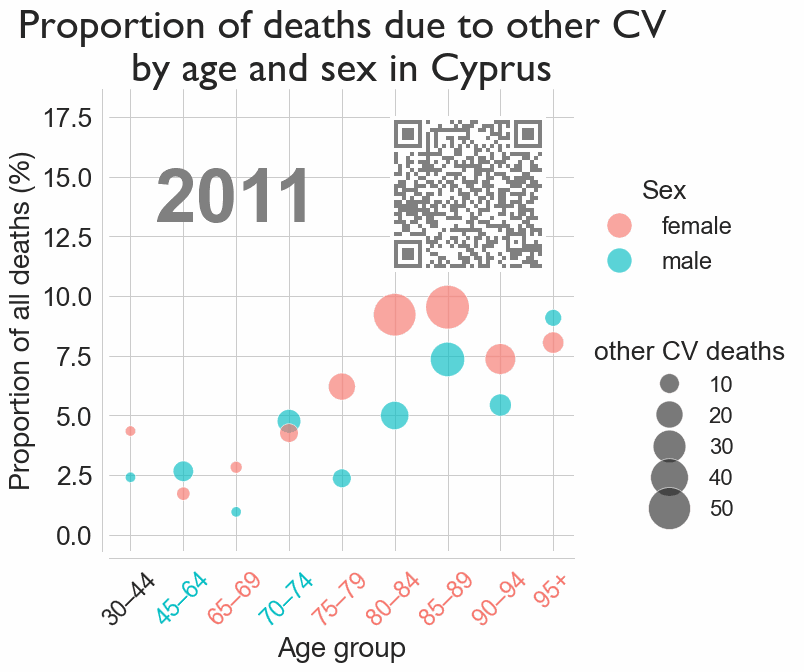 Proportion of deaths due to other CV
by age and sex in Cyprus
Proportion of all deaths (%)
17.5
15.0
12.5
10.0
7.5
5.0
2.5
0.0
2011
Sex
female
male
other CV deaths
10
20
30
40
50
30–44
45–64
65–69
70–74
75–79
80–84
85–89
90–94
95+
Age group